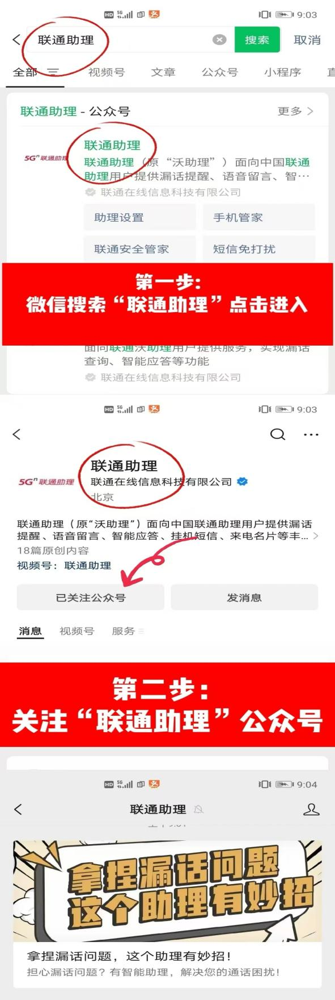 HD 5G 9:03
联通助理 搜索 取消
全部 视频号 文章 公众号 小程序 直
联通助理 - 公众号 更多
联通助理
5Gⁿ 联通助理
联通助理（原“沃助理”）面向中国联通
助理用户提供漏话提醒、语音留言、智…
联通在线信息科技有限公司
助理设置 手机管家
联通安全管家 短信免打扰
第一步:
微信搜索“联通助理”点击进入
面向联通沃助理用户提供服务，实现漏话
查询、智能应答等功能
联通在线信息科技有限公司
HD 5G 9:03
联通助理
5Gⁿ 联通助理
联通在线信息科技有限公司
北京
联通助理（原“沃助理”）面向中国联通助理用户提供漏话
提醒、语音留言、智能应答、挂机短信、来电名片等丰...
18篇原创内容
视频号：联通助理
已关注公众号 发消息
消息 视频号 服务
第二步：
关注“联通助理”公众号
HD 5G 9:04
联通助理
拿捏漏话问题
这个助理有妙招
拿捏漏话问题，这个助理有妙招！
担心漏话问题？有智能助理，解决您的通话困扰！